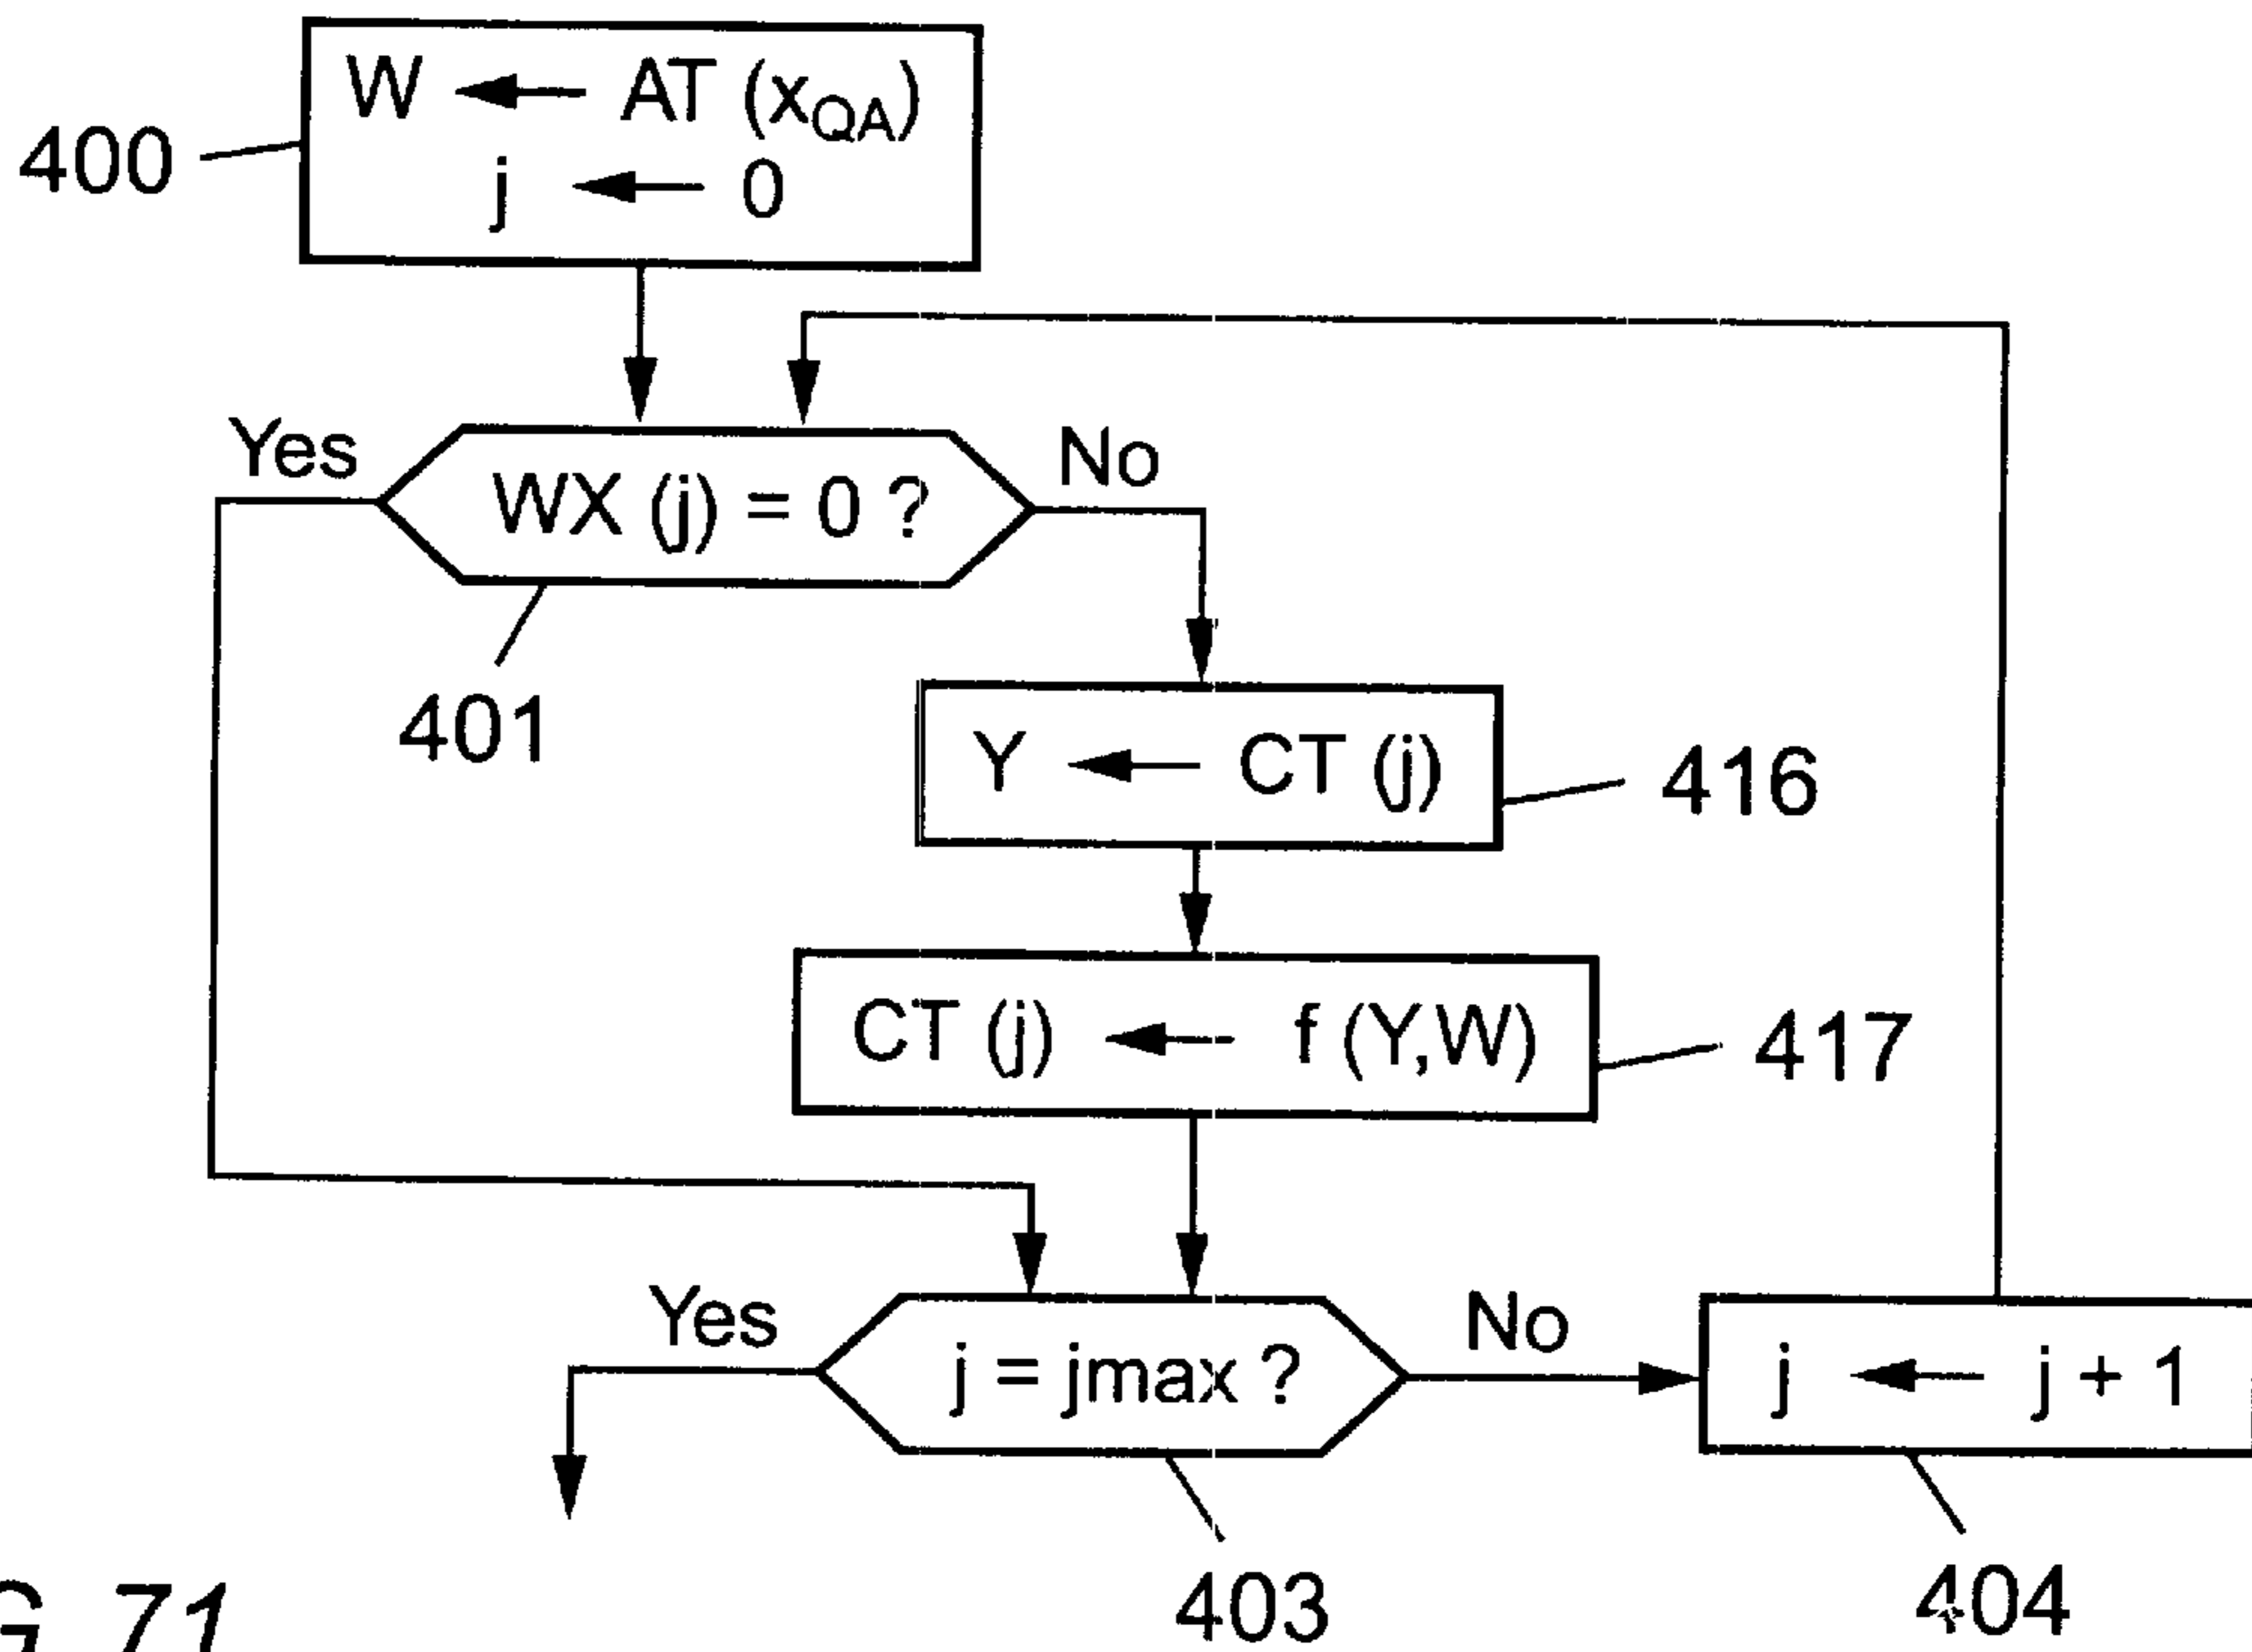 W ← AT (xQA)
400
j ← 0
Yes
No
WX (j) = 0 ?
401
Y ← CT (j)
416
CT (j) ← f (Y,W)
417
Yes
No
j = jmax ?
j ← j + 1
403
404
G 71